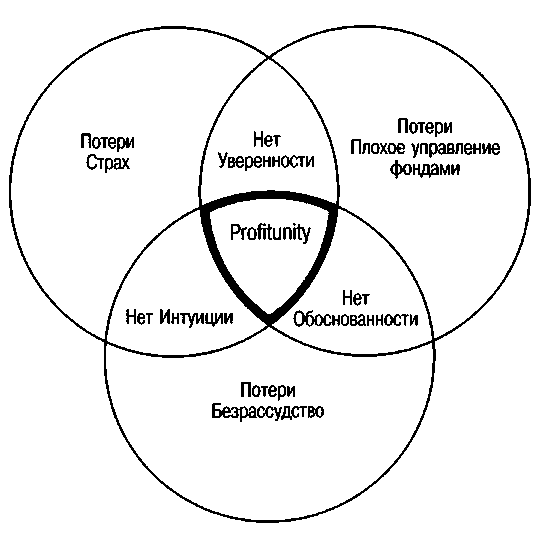 Потери
Страх
Нет
Уверенности
Потери
Плохое управление
фондами
Profitunity
Нет Интуиции
Нет
Обоснованности
Потери
Безрассудство